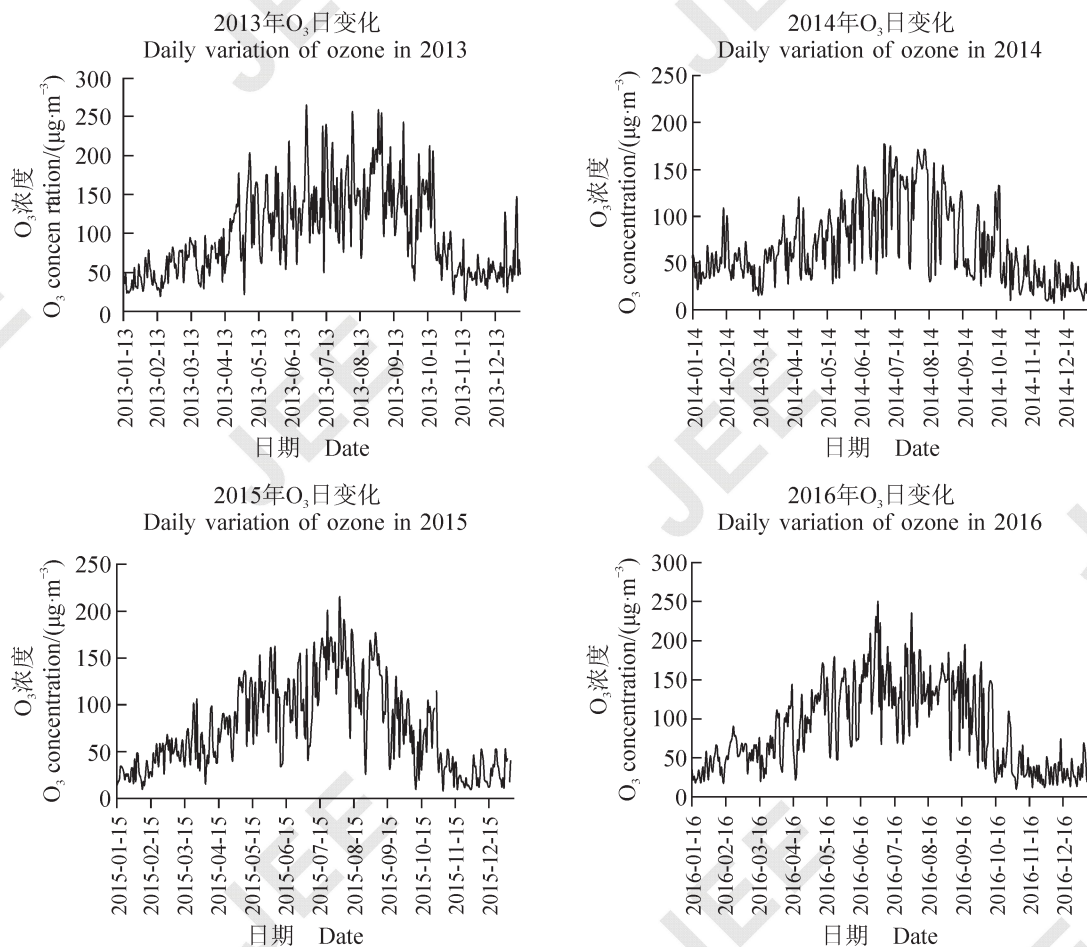 2013年O₃日变化
Daily variation of ozone in 2013
O₃浓度
O₃ concen ration/(μg·m⁻³)
300
250
200
150
100
50
0
2013-01-13
2013-02-13
2013-03-13
2013-04-13
2013-05-13
2013-06-13
2013-07-13
2013-08-13
2013-09-13
2013-10-13
2013-11-13
2013-12-13
日期 Date
2014年O₃日变化
Daily variation of ozone in 2014
O₃浓度
O₃ concentration/(μg·m⁻³)
250
200
150
100
50
0
2014-01-14
2014-02-14
2014-03-14
2014-04-14
2014-05-14
2014-06-14
2014-07-14
2014-08-14
2014-09-14
2014-10-14
2014-11-14
2014-12-14
日期 Date
2015年O₃日变化
Daily variation of ozone in 2015
O₃浓度
O₃ concentration/(μg·m⁻³)
250
200
150
100
50
0
2015-01-15
2015-02-15
2015-03-15
2015-04-15
2015-05-15
2015-06-15
2015-07-15
2015-08-15
2015-09-15
2015-10-15
2015-11-15
2015-12-15
日期 Date
2016年O₃日变化
Daily variation of ozone in 2016
O₃浓度
O₃ concentration/(μg·m⁻³)
300
250
200
150
100
50
0
2016-01-16
2016-02-16
2016-03-16
2016-04-16
2016-05-16
2016-06-16
2016-07-16
2016-08-16
2016-09-16
2016-10-16
2016-11-16
2016-12-16
日期 Date
JEE
JEE
JEE
JEE
JEE
JEE